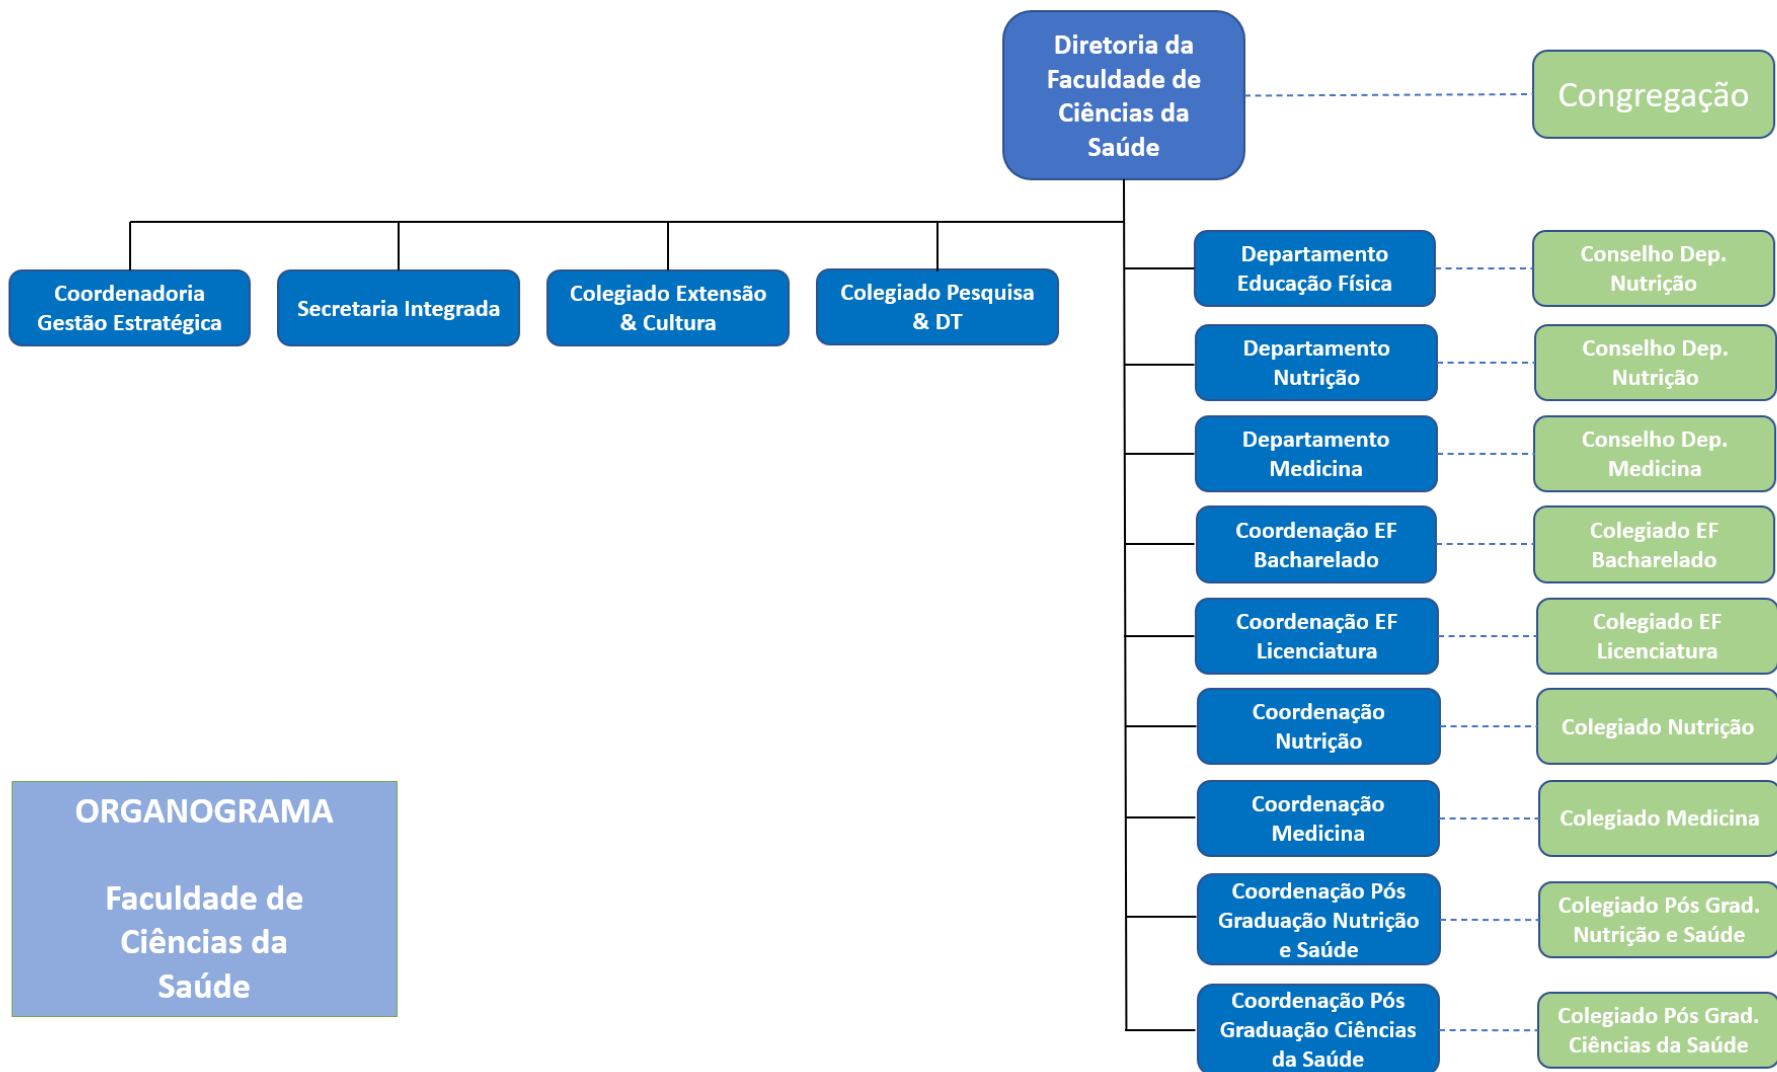 Diretoria da
Faculdade de
Ciências da
Saúde
Congregação
Coordenadoria
Gestão Estratégica
Secretaria Integrada
Colegiado Extensão
& Cultura
Colegiado Pesquisa
& DT
Departamento
Educação Física
Conselho Dep.
Nutrição
Departamento
Nutrição
Conselho Dep.
Nutrição
Departamento
Medicina
Conselho Dep.
Medicina
Coordenação EF
Bacharelado
Colegiado EF
Bacharelado
Coordenação EF
Licenciatura
Colegiado EF
Licenciatura
Coordenação
Nutrição
Colegiado Nutrição
Coordenação
Medicina
Colegiado Medicina
Coordenação Pós
Graduação Nutrição
e Saúde
Colegiado Pós Grad.
Nutrição e Saúde
Coordenação Pós
Graduação Ciências
da Saúde
Colegiado Pós Grad.
Ciências da Saúde
ORGANOGRAMA
Faculdade de
Ciências da
Saúde